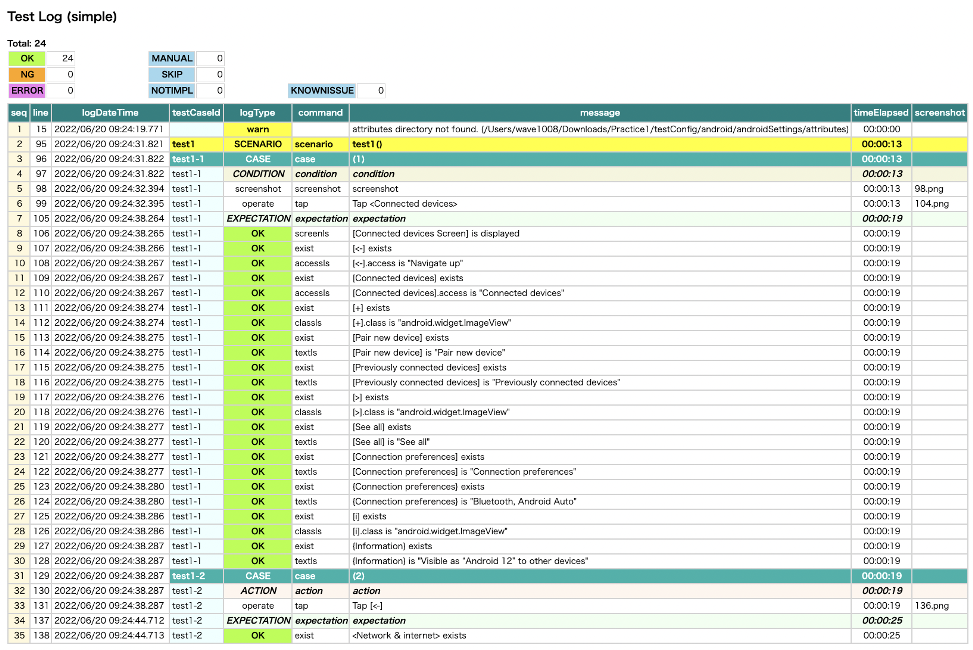 Test Log (simple)
Total: 24
OK 24 MANUAL 0
NG 0 SKIP 0
ERROR 0 NOTIMPL 0 KNOWNISSUE 0
seq line logDateTime testCaseId logType command message timeElapsed screenshot
1 15 2022/06/20 09:24:19.771 warn attributes directory not found. (/Users/wave1008/Downloads/Practice1/testConfig/android/androidSettings/attributes) 00:00:00
2 95 2022/06/20 09:24:31.821 test1 SCENARIO scenario test1() 00:00:13
3 96 2022/06/20 09:24:31.822 test1-1 CASE case (1) 00:00:13
4 97 2022/06/20 09:24:31.822 test1-1 CONDITION condition condition 00:00:13
5 98 2022/06/20 09:24:32.394 test1-1 screenshot screenshot screenshot 00:00:13 98.png
6 99 2022/06/20 09:24:32.395 test1-1 operate tap Tap <Connected devices> 00:00:13 104.png
7 105 2022/06/20 09:24:38.264 test1-1 EXPECTATION expectation expectation 00:00:19
8 106 2022/06/20 09:24:38.265 test1-1 OK screenIs [Connected devices Screen] is displayed 00:00:19
9 107 2022/06/20 09:24:38.266 test1-1 OK exist [<-] exists 00:00:19
10 108 2022/06/20 09:24:38.267 test1-1 OK accessIs [<-].access is "Navigate up" 00:00:19
11 109 2022/06/20 09:24:38.267 test1-1 OK exist [Connected devices] exists 00:00:19
12 110 2022/06/20 09:24:38.267 test1-1 OK accessIs [Connected devices].access is "Connected devices" 00:00:19
13 111 2022/06/20 09:24:38.274 test1-1 OK exist [+] exists 00:00:19
14 112 2022/06/20 09:24:38.274 test1-1 OK classIs [+].class is "android.widget.ImageView" 00:00:19
15 113 2022/06/20 09:24:38.275 test1-1 OK exist [Pair new device] exists 00:00:19
16 114 2022/06/20 09:24:38.275 test1-1 OK textIs [Pair new device] is "Pair new device" 00:00:19
17 115 2022/06/20 09:24:38.275 test1-1 OK exist [Previously connected devices] exists 00:00:19
18 116 2022/06/20 09:24:38.275 test1-1 OK textIs [Previously connected devices] is "Previously connected devices" 00:00:19
19 117 2022/06/20 09:24:38.276 test1-1 OK exist [>] exists 00:00:19
20 118 2022/06/20 09:24:38.276 test1-1 OK classIs [>].class is "android.widget.ImageView" 00:00:19
21 119 2022/06/20 09:24:38.277 test1-1 OK exist [See all] exists 00:00:19
22 120 2022/06/20 09:24:38.277 test1-1 OK textIs [See all] is "See all" 00:00:19
23 121 2022/06/20 09:24:38.277 test1-1 OK exist [Connection preferences] exists 00:00:19
24 122 2022/06/20 09:24:38.277 test1-1 OK textIs [Connection preferences] is "Connection preferences" 00:00:19
25 123 2022/06/20 09:24:38.280 test1-1 OK exist {Connection preferences} exists 00:00:19
26 124 2022/06/20 09:24:38.280 test1-1 OK textIs {Connection preferences} is "Bluetooth, Android Auto" 00:00:19
27 125 2022/06/20 09:24:38.286 test1-1 OK exist [i] exists 00:00:19
28 126 2022/06/20 09:24:38.286 test1-1 OK classIs [i].class is "android.widget.ImageView" 00:00:19
29 127 2022/06/20 09:24:38.287 test1-1 OK exist {Information} exists 00:00:19
30 128 2022/06/20 09:24:38.287 test1-1 OK textIs {Information} is "Visible as "Android 12" to other devices" 00:00:19
31 129 2022/06/20 09:24:38.287 test1-2 CASE case (2) 00:00:19
32 130 2022/06/20 09:24:38.287 test1-2 ACTION action action 00:00:19
33 131 2022/06/20 09:24:38.287 test1-2 operate tap Tap [<-] 00:00:19 136.png
34 137 2022/06/20 09:24:44.712 test1-2 EXPECTATION expectation expectation 00:00:25
35 138 2022/06/20 09:24:44.713 test1-2 OK exist <Network & internet> exists 00:00:25